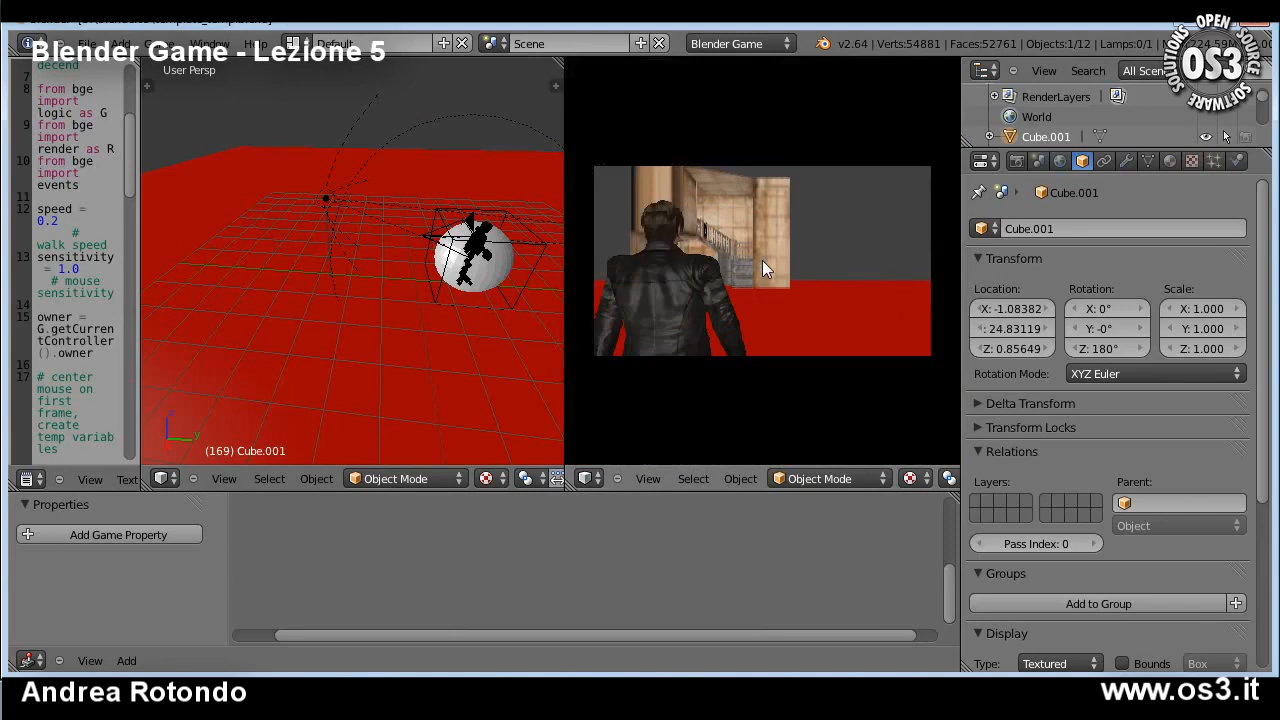 Blender Game - Lezione 5
File Add Window Help
Default
Scene
Blender Game
v2.64 | Verts:54881 | Faces:52761 | Objects:1/12 | Lamps:0/1
OPEN SOURCE SOFTWARE SOLUTIONS
OS3
decend
7
8 from bge
import
logic as G
9 from bge
import
render as R
10 from bge
import
events
11
12 speed =
0.2
#
walk speed
13 sensitivity
= 1.0
# mouse
sensitivity
14
15 owner =
G.getCurren
tController
().owner
16
17 # center
mouse on
first
frame,
create
temp variab
les
User Persp
(169) Cube.001
View Text
View Select Object Object Mode
View Select Object Object Mode
Properties
Add Game Property
View Add
View Search All Scen
RenderLayers
World
Cube.001
Cube.001
Cube.001
Transform
Location: Rotation: Scale:
X: -1.08382 X: 0° X: 1.000
: 24.83119 Y: -0° Y: 1.000
Z: 0.85649 Z: 180° Z: 1.000
Rotation Mode: XYZ Euler
Delta Transform
Transform Locks
Relations
Layers: Parent:
Object
Pass Index: 0
Groups
Add to Group
Display
Type: Textured Bounds Box
Andrea Rotondo
www.os3.it